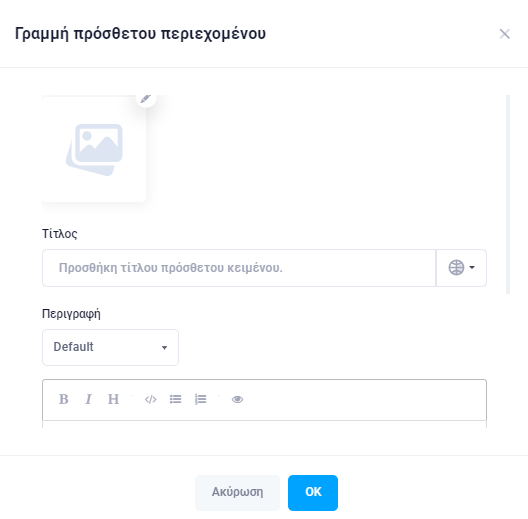 Γραμμή πρόσθετου περιεχομένου
Τίτλος
Προσθήκη τίτλου πρόσθετου κειμένου.
Περιγραφή
Default
B I H
Ακύρωση OK